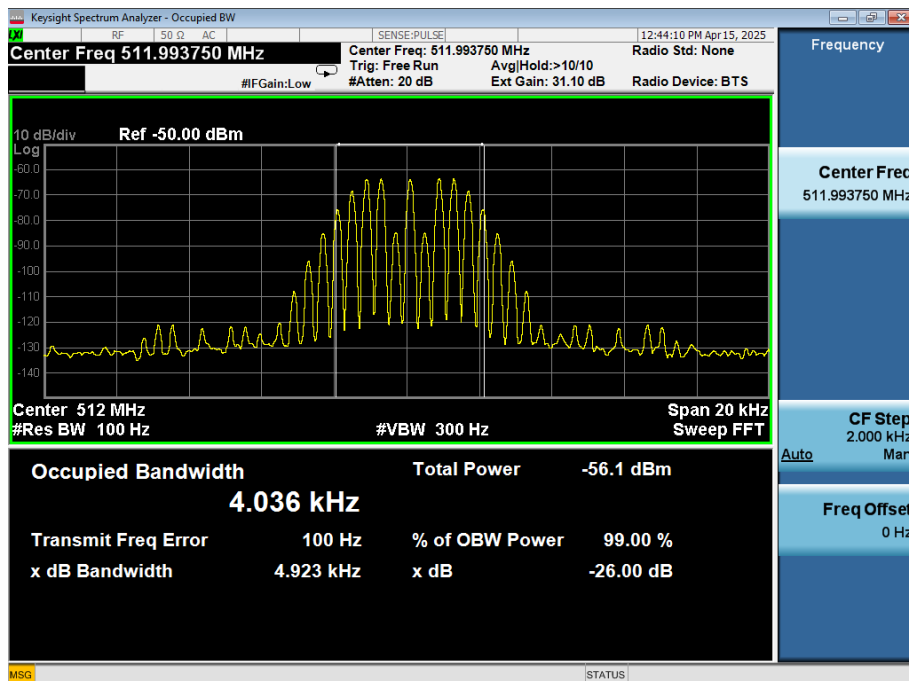 Keysight Spectrum Analyzer - Occupied BW
LXI RF 50 Ω AC SENSE:PULSE 12:44:10 PM Apr 15, 2025
Center Freq 511.993750 MHz
Center Freq: 511.993750 MHz Radio Std: None
Trig: Free Run Avg|Hold:>10/10
#IFGain:Low #Atten: 20 dB Ext Gain: 31.10 dB Radio Device: BTS
10 dB/div Ref -50.00 dBm
Log
-60.0
-70.0
-80.0
-90.0
-100
-110
-120
-130
-140
Center 512 MHz Span 20 kHz
#Res BW 100 Hz #VBW 300 Hz Sweep FFT
Occupied Bandwidth Total Power -56.1 dBm
4.036 kHz
Transmit Freq Error 100 Hz % of OBW Power 99.00 %
x dB Bandwidth 4.923 kHz x dB -26.00 dB
Frequency
Center Freq
511.993750 MHz
CF Step
2.000 kHz
Auto Man
Freq Offset
0 Hz
MSG STATUS